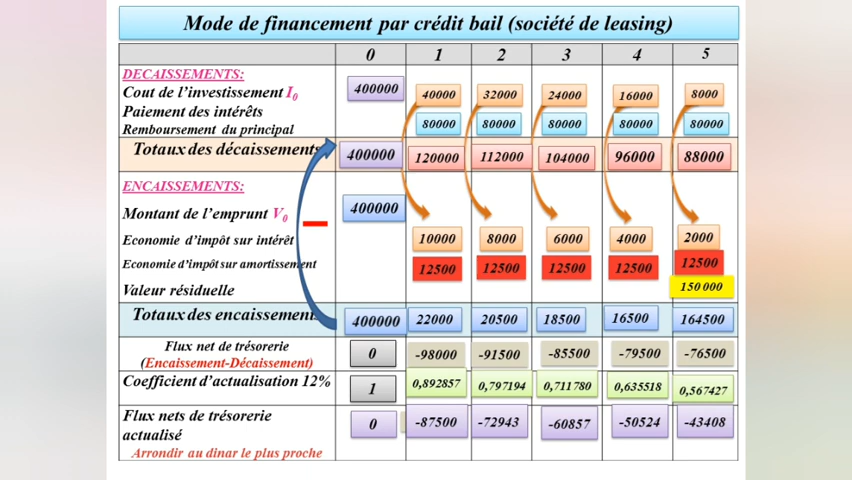 Mode de financement par crédit bail (société de leasing)
0 1 2 3 4 5
DECAISSEMENTS:
Cout de l'investissement I0 400000 40000 32000 24000 16000 8000
Paiement des intérêts
Remboursement du principal 80000 80000 80000 80000 80000
Totaux des décaissements 400000 120000 112000 104000 96000 88000
ENCAISSEMENTS:
Montant de l'emprunt V0 400000
Economie d'impôt sur intérêt 10000 8000 6000 4000 2000
Economie d'impôt sur amortissement 12500 12500 12500 12500 12500
Valeur résiduelle 150 000
Totaux des encaissements 400000 22000 20500 18500 16500 164500
Flux net de trésorerie
(Encaissement-Décaissement) 0 -98000 -91500 -85500 -79500 -76500
Coefficient d'actualisation 12% 1 0,892857 0,797194 0,711780 0,635518 0,567427
Flux nets de trésorerie
actualisé 0 -87500 -72943 -60857 -50524 -43408
Arrondir au dinar le plus proche